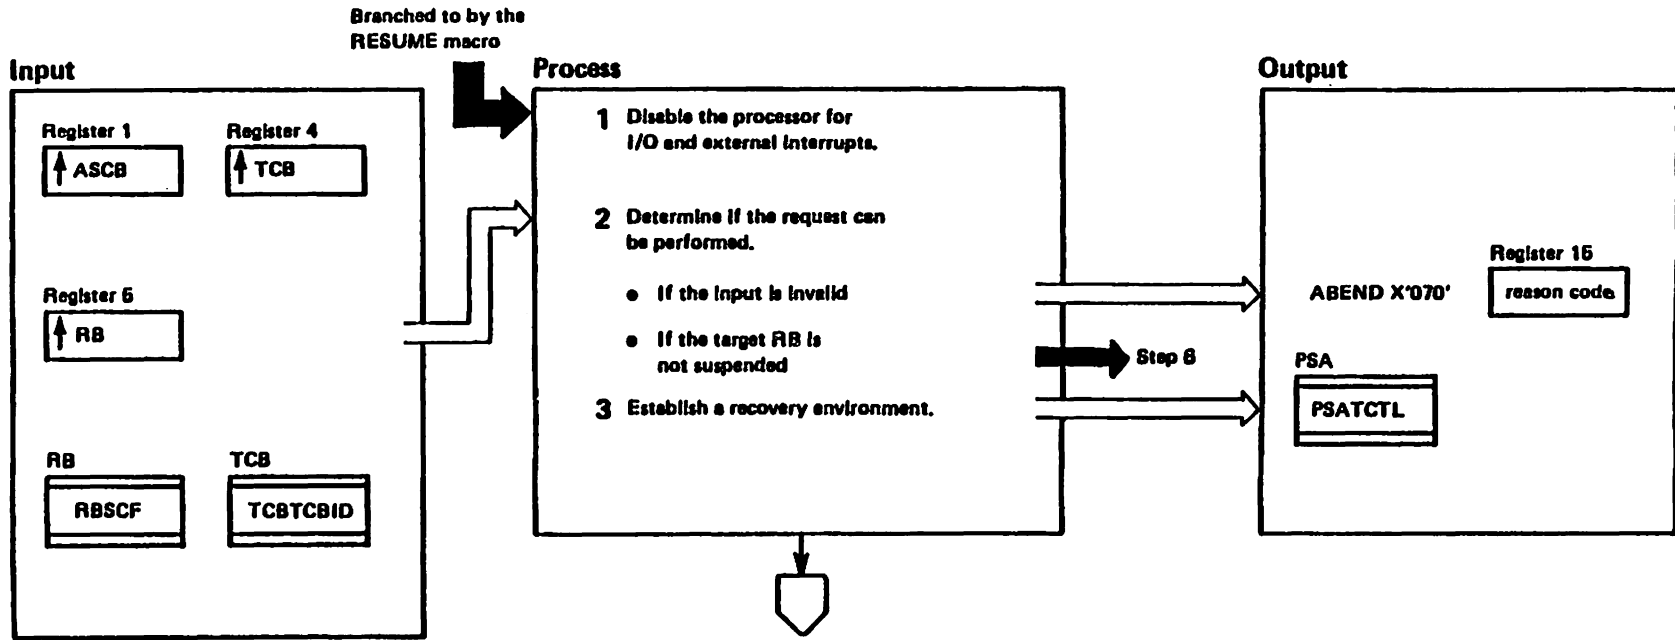 Branched to by the
RESUME macro
Input
Register 1
ASCB
Register 4
TCB
Register 5
RB
RB
RBSCF
TCB
TCBTCBID
Process
1 Disable the processor for
I/O and external interrupts.
2 Determine if the request can
be performed.
• If the input is invalid
• If the target RB is
not suspended
Step 6
3 Establish a recovery environment.
Output
ABEND X'070'
Register 15
reason code
PSA
PSATCTL